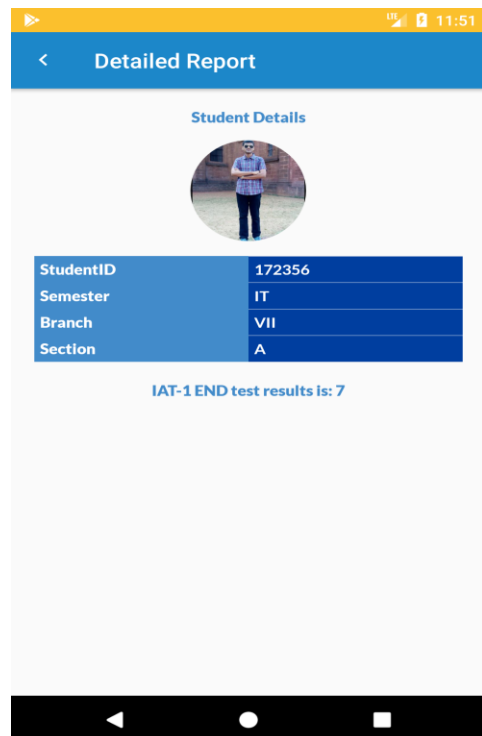 LTE 11:51
< Detailed Report
Student Details
StudentID 172356
Semester IT
Branch VII
Section A
IAT-1 END test results is: 7